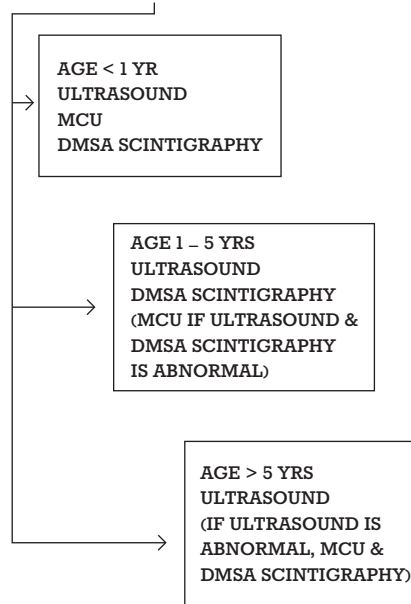 AGE < 1 YR
ULTRASOUND
MCU
DMSA SCINTIGRAPHY
AGE 1 – 5 YRS
ULTRASOUND
DMSA SCINTIGRAPHY
(MCU IF ULTRASOUND &
DMSA SCINTIGRAPHY
IS ABNORMAL)
AGE > 5 YRS
ULTRASOUND
(IF ULTRASOUND IS
ABNORMAL, MCU &
DMSA SCINTIGRAPHY)